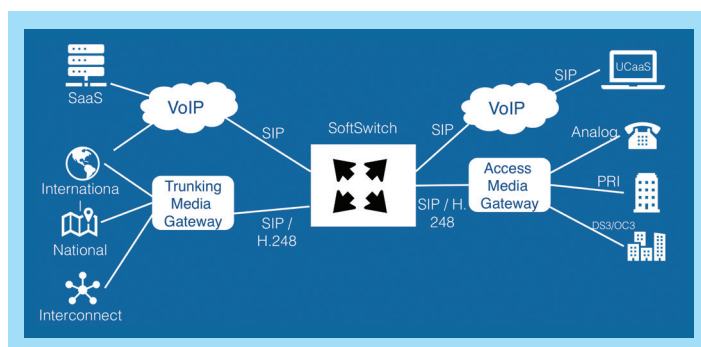 SaaS
VoIP
SIP
Internationa
l
National
Interconnect
Trunking
Media
Gateway
SIP /
H.248
SoftSwitch
SIP
VoIP
SIP
UCaaS
SIP / H.
248
Access
Media
Gateway
Analog
PRI
DS3/OC3